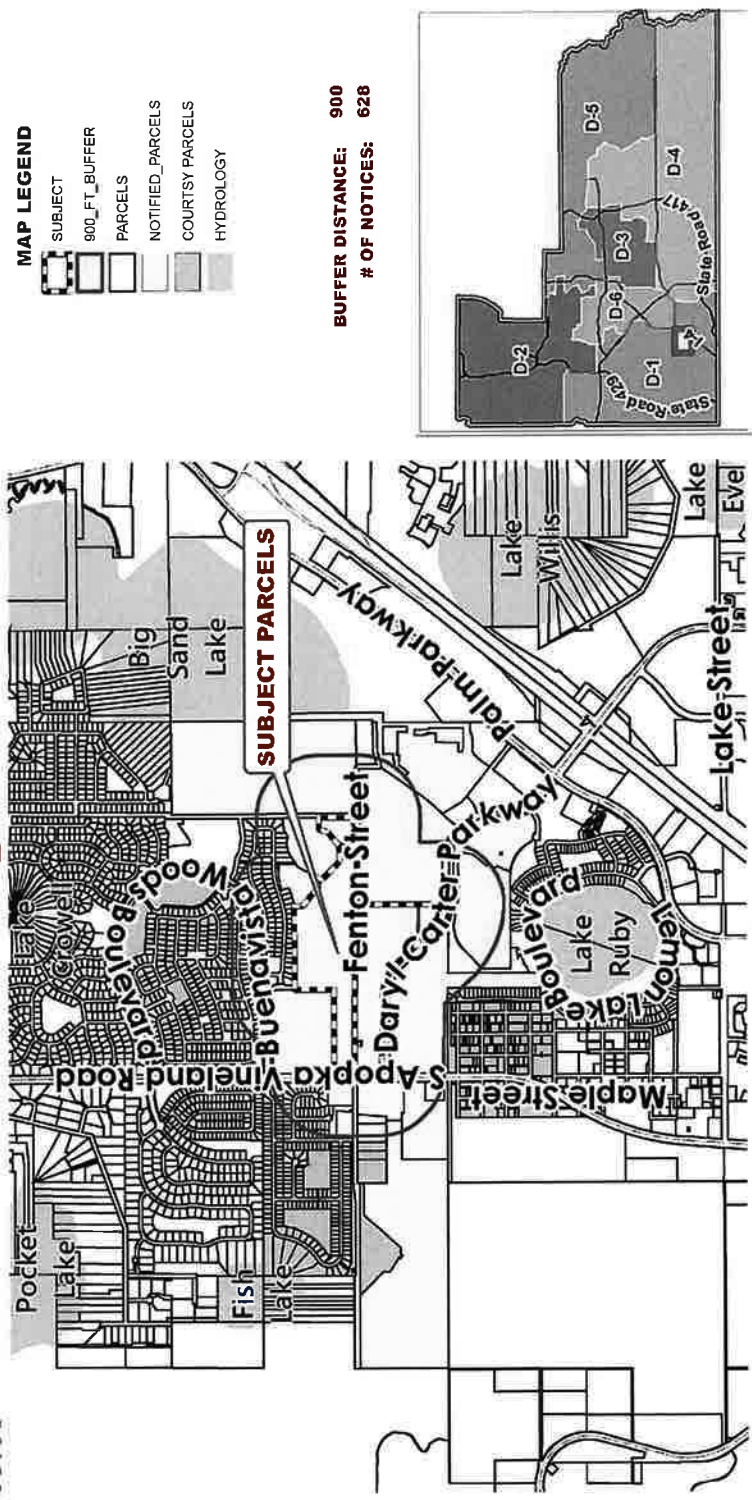 MAP LEGEND
SUBJECT
900_FT_BUFFER
PARCELS
NOTIFIED_PARCELS
COURTSY PARCELS
HYDROLOGY
BUFFER DISTANCE: 900
# OF NOTICES: 628
D-2
D-5
D-3
D-6
D-1
D-4
State Road 429
State Road 417
I-4
Pocket
Lake
Lake
Crowell
Big
Sand
Lake
Fish
Lake
Buenavista Woods
Boulevard
SUBJECT PARCELS
S Apopka Vineland Road
Fenton Street
Daryl Carter Parkway
Palm Parkway
Lake
Willis
Lake
Ruby
Lemon Lake Boulevard
Maple Street
Lake Street
Lake
Evel